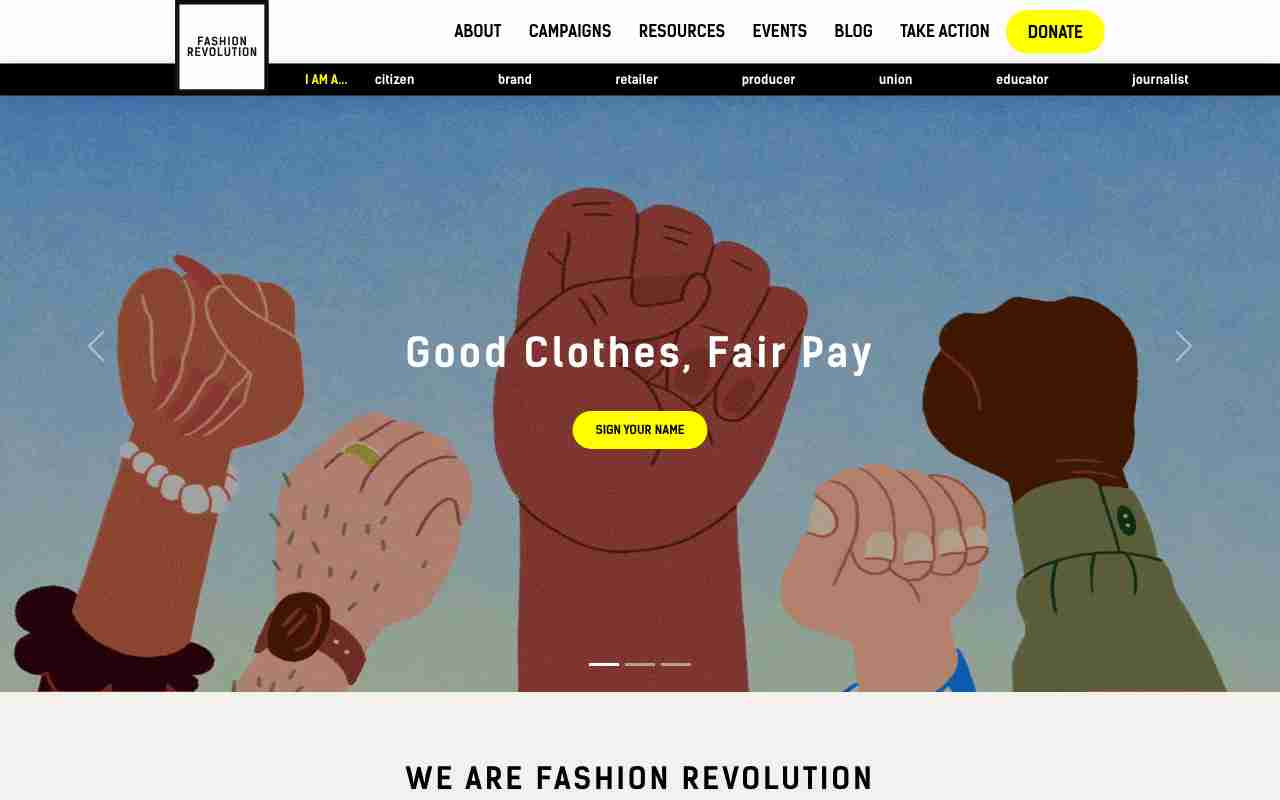 FASHION
REVOLUTION
ABOUT CAMPAIGNS RESOURCES EVENTS BLOG TAKE ACTION DONATE
I AM A... citizen brand retailer producer union educator journalist
Good Clothes, Fair Pay
SIGN YOUR NAME
WE ARE FASHION REVOLUTION